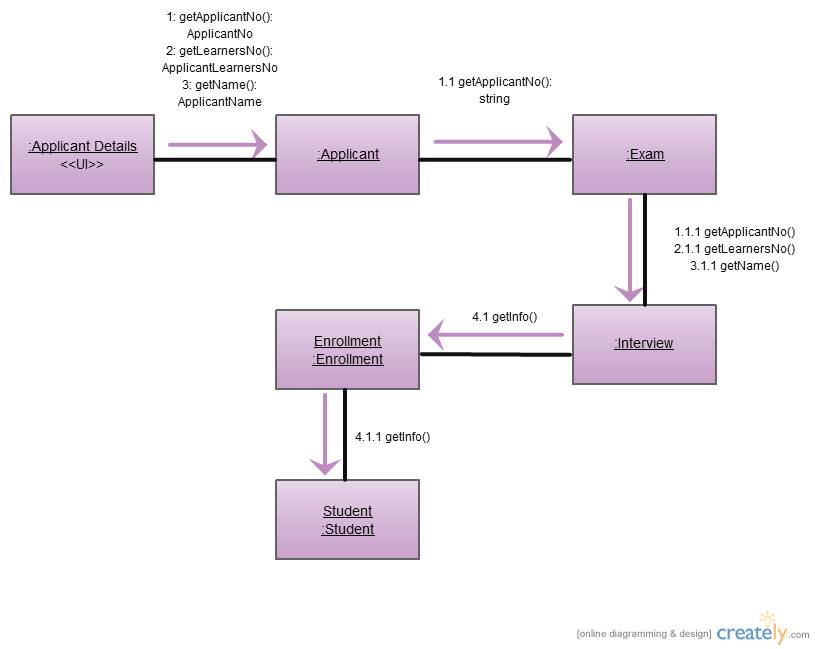 1: getApplicantNo():
ApplicantNo
2: getLearnersNo():
ApplicantLearnersNo
3: getName():
ApplicantName
1.1 getApplicantNo():
string
:Applicant Details
<<UI>>
:Applicant
:Exam
1.1.1 getApplicantNo()
2.1.1 getLearnersNo()
3.1.1 getName()
4.1 getInfo()
Enrollment
:Enrollment
:Interview
4.1.1 getInfo()
Student
:Student
[online diagramming & design] creately.com